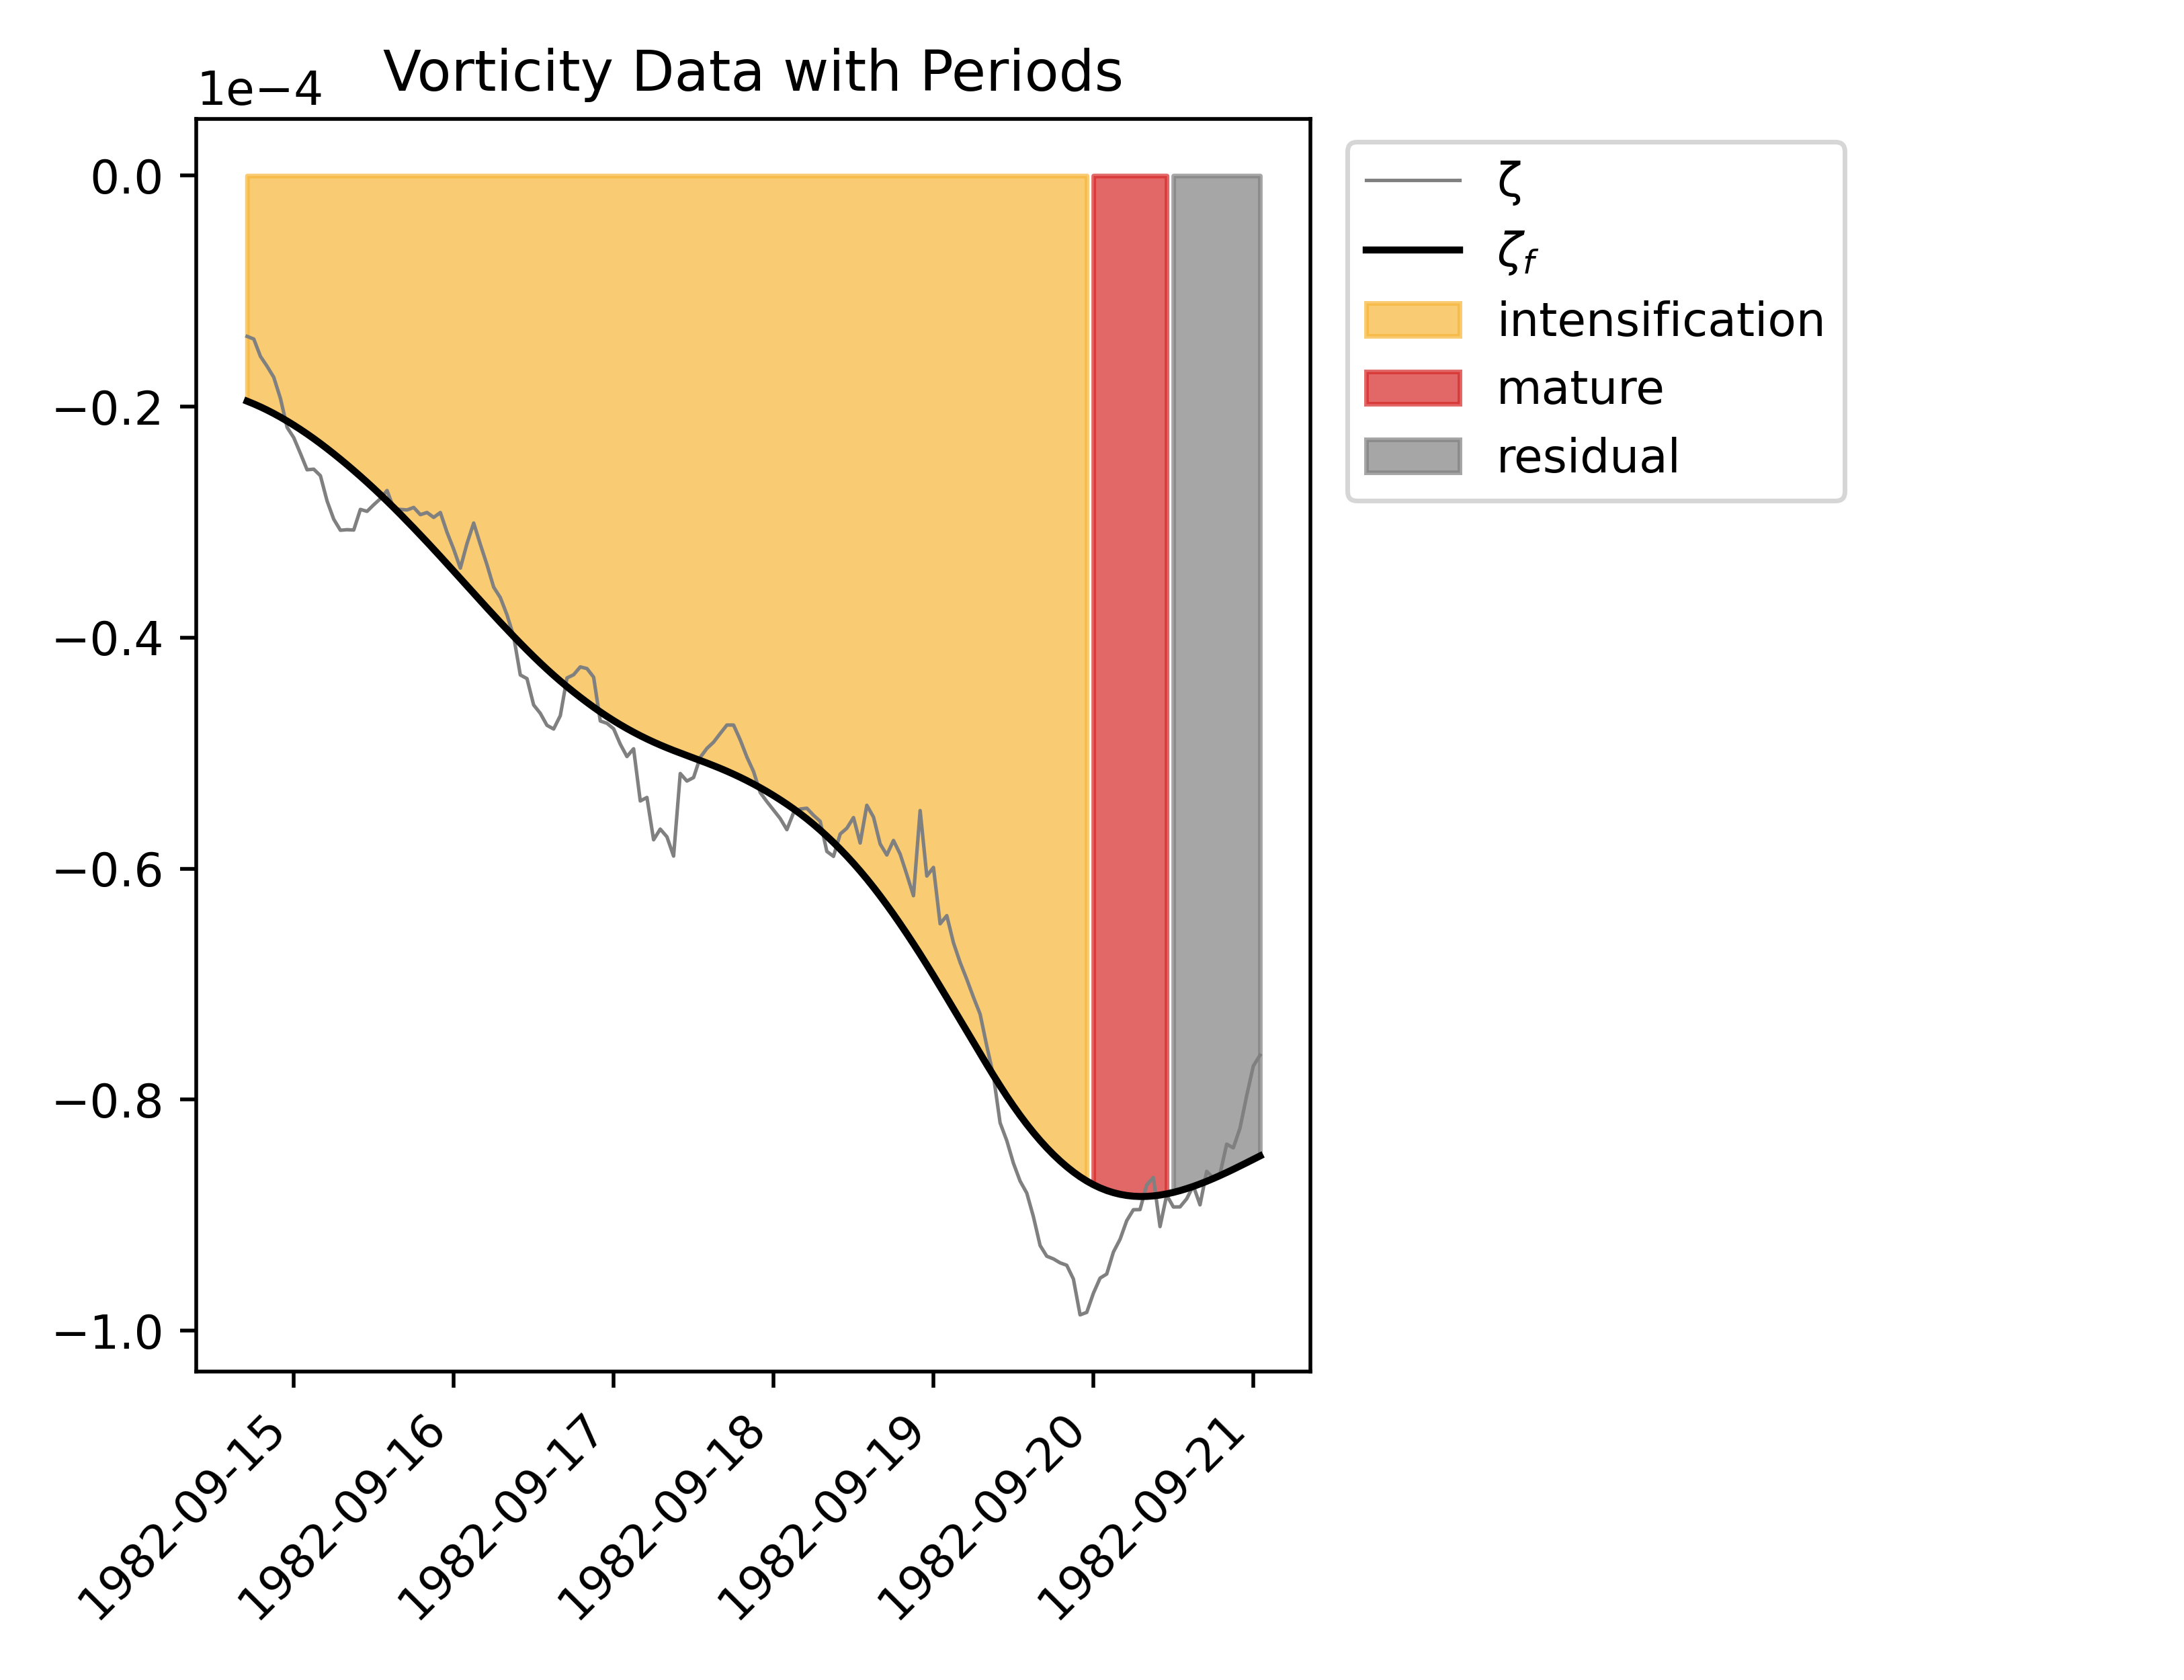 Vorticity Data with Periods
1e−4
0.0
−0.2
−0.4
−0.6
−0.8
−1.0
1982-09-15
1982-09-16
1982-09-17
1982-09-18
1982-09-19
1982-09-20
1982-09-21
ζ
ζf
intensification
mature
residual